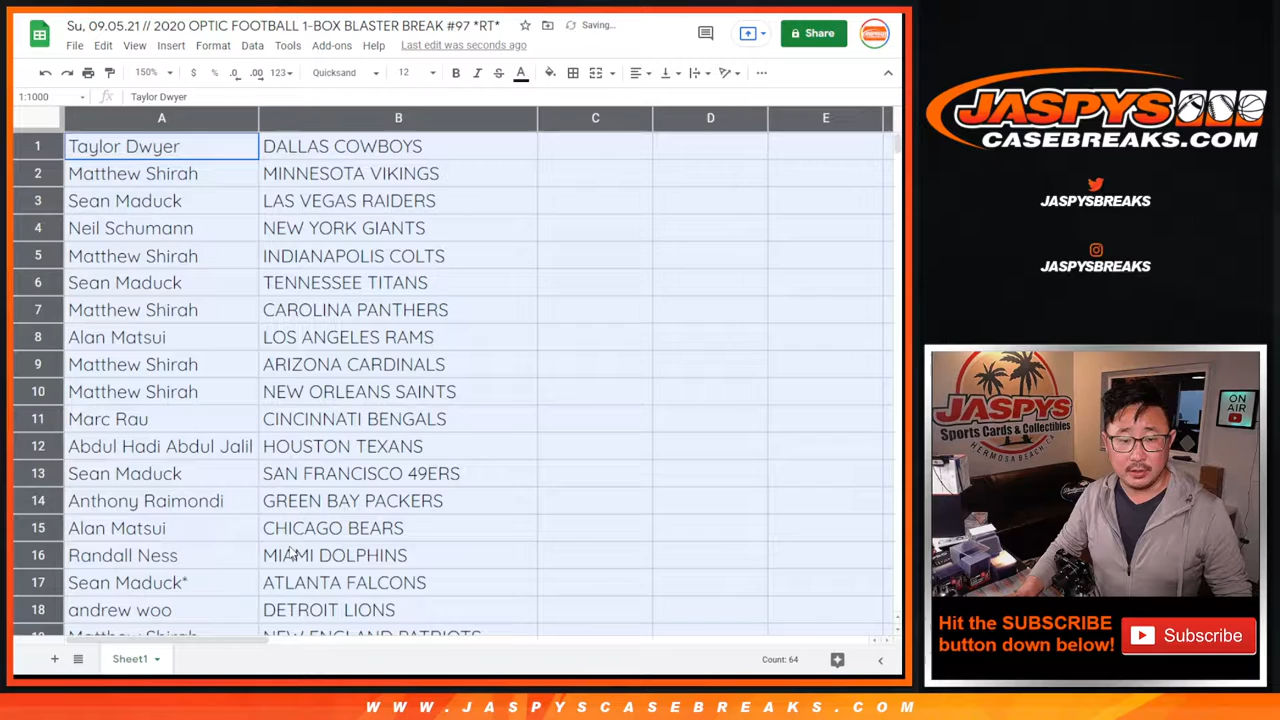 Su, 09.05.21 // 2020 OPTIC FOOTBALL 1-BOX BLASTER BREAK #97 *RT*
Saving...
File Edit View Insert Format Data Tools Add-ons Help Last edit was seconds ago
Share
150% $ % .0 .00 123 Quicksand 12 B I S A
1:1000 fx Taylor Dwyer
A B C D E
1 Taylor Dwyer DALLAS COWBOYS
2 Matthew Shirah MINNESOTA VIKINGS
3 Sean Maduck LAS VEGAS RAIDERS
4 Neil Schumann NEW YORK GIANTS
5 Matthew Shirah INDIANAPOLIS COLTS
6 Sean Maduck TENNESSEE TITANS
7 Matthew Shirah CAROLINA PANTHERS
8 Alan Matsui LOS ANGELES RAMS
9 Matthew Shirah ARIZONA CARDINALS
10 Matthew Shirah NEW ORLEANS SAINTS
11 Marc Rau CINCINNATI BENGALS
12 Abdul Hadi Abdul Jalil HOUSTON TEXANS
13 Sean Maduck SAN FRANCISCO 49ERS
14 Anthony Raimondi GREEN BAY PACKERS
15 Alan Matsui CHICAGO BEARS
16 Randall Ness MIAMI DOLPHINS
17 Sean Maduck* ATLANTA FALCONS
18 andrew woo DETROIT LIONS
19 Matthew Shirah NEW ENGLAND PATRIOTS
Sheet1
Count: 64
JASPYS
CASEBREAKS.COM
JASPYSBREAKS
JASPYSBREAKS
JASPYS
Sports Cards & Collectibles
HERMOSA BEACH, CA
ON AIR
Hit the SUBSCRIBE
button down below!
Subscribe
WWW.JASPYSCASEBREAKS.COM